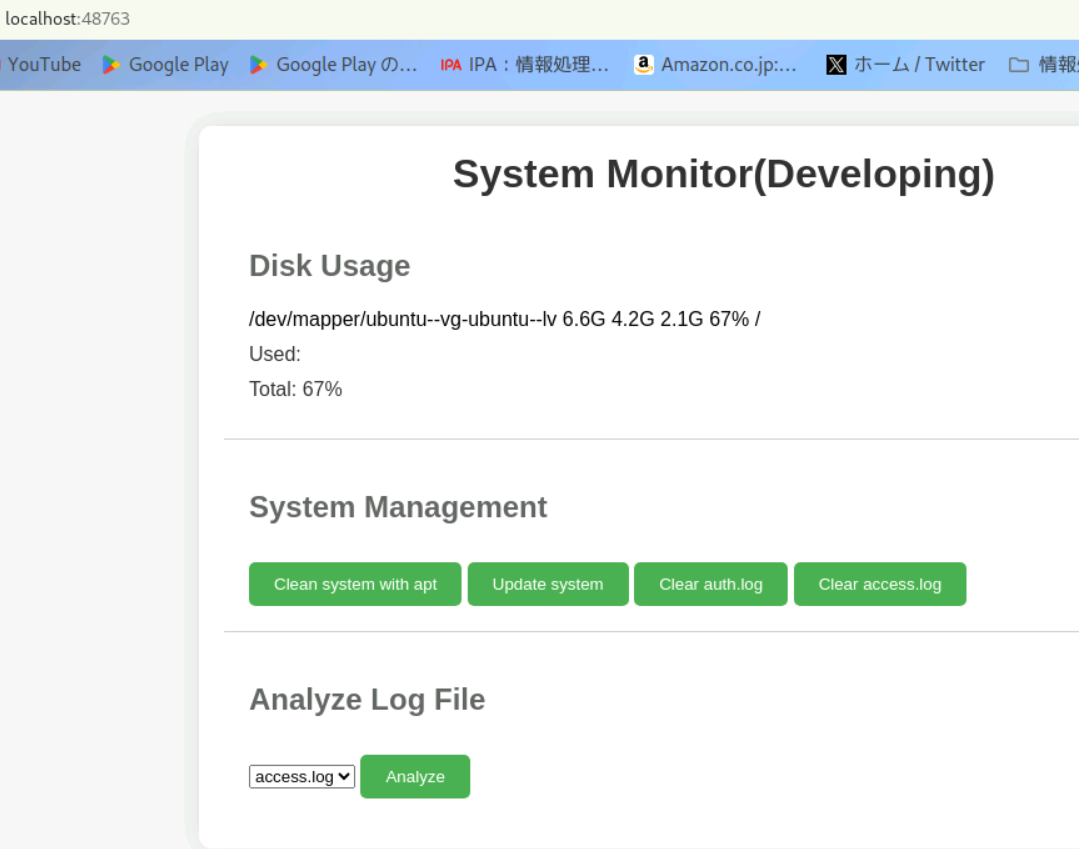 localhost:48763
YouTube Google Play Google Play の... IPA IPA：情報処理... Amazon.co.jp:... ホーム / Twitter
System Monitor(Developing)
Disk Usage
/dev/mapper/ubuntu--vg-ubuntu--lv 6.6G 4.2G 2.1G 67% /
Used:
Total: 67%
System Management
Clean system with apt Update system Clear auth.log Clear access.log
Analyze Log File
access.log Analyze